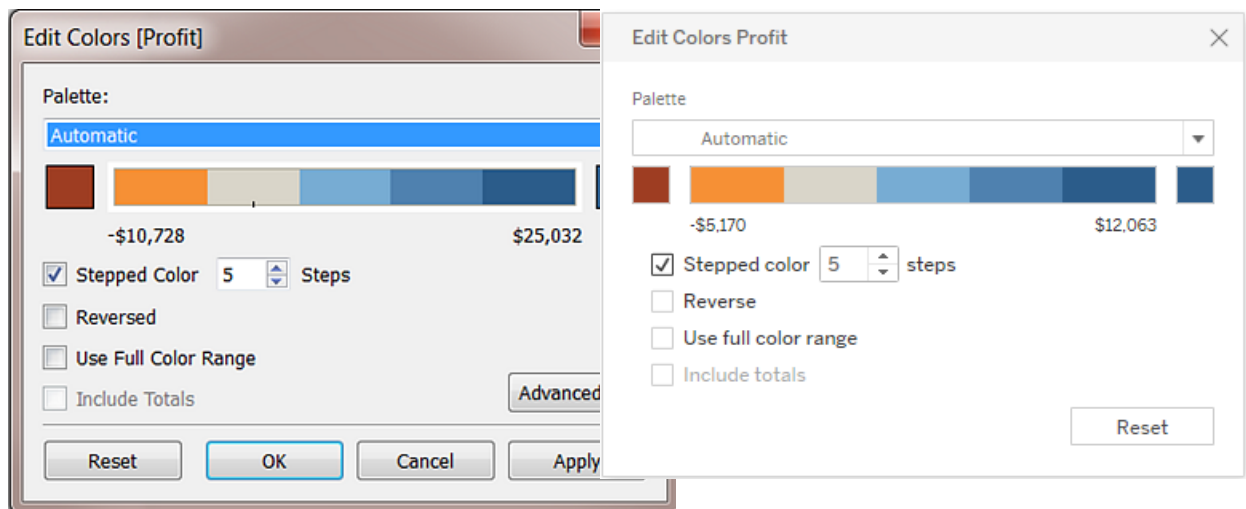 Edit Colors [Profit]
Palette:
Automatic
-$10,728 $25,032
Stepped Color 5 Steps
Reversed
Use Full Color Range
Include Totals
Advanced
Reset OK Cancel Apply
Edit Colors Profit
Palette
Automatic
-$5,170 $12,063
Stepped color 5 steps
Reverse
Use full color range
Include totals
Reset